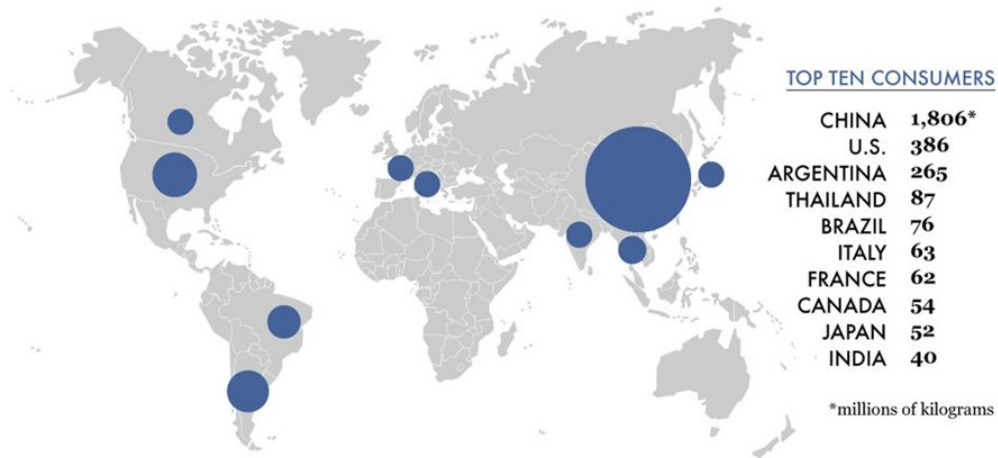 TOP TEN CONSUMERS
CHINA 1,806*
U.S. 386
ARGENTINA 265
THAILAND 87
BRAZIL 76
ITALY 63
FRANCE 62
CANADA 54
JAPAN 52
INDIA 40
*millions of kilograms